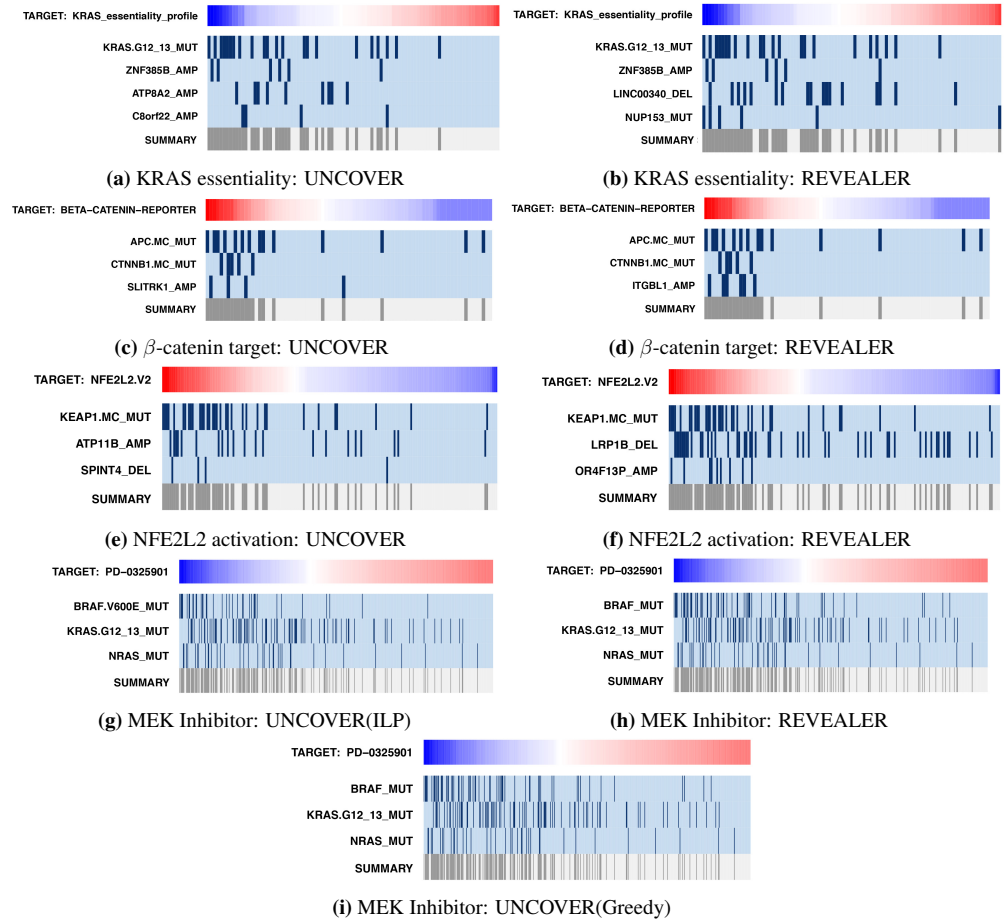 TARGET: KRAS_essentiality_profile
KRAS.G12_13_MUT
ZNF385B_AMP
ATP8A2_AMP
C8orf22_AMP
SUMMARY
(a) KRAS essentiality: UNCOVER
TARGET: KRAS_essentiality_profile
KRAS.G12_13_MUT
ZNF385B_AMP
LINC00340_DEL
NUP153_MUT
SUMMARY
(b) KRAS essentiality: REVEALER
TARGET: BETA-CATENIN-REPORTER
APC.MC_MUT
CTNNB1.MC_MUT
SLITRK1_AMP
SUMMARY
(c) β-catenin target: UNCOVER
TARGET: BETA-CATENIN-REPORTER
APC.MC_MUT
CTNNB1.MC_MUT
ITGBL1_AMP
SUMMARY
(d) β-catenin target: REVEALER
TARGET: NFE2L2.V2
KEAP1.MC_MUT
ATP11B_AMP
SPINT4_DEL
SUMMARY
(e) NFE2L2 activation: UNCOVER
TARGET: NFE2L2.V2
KEAP1.MC_MUT
LRP1B_DEL
OR4F13P_AMP
SUMMARY
(f) NFE2L2 activation: REVEALER
TARGET: PD-0325901
BRAF.V600E_MUT
KRAS.G12_13_MUT
NRAS_MUT
SUMMARY
(g) MEK Inhibitor: UNCOVER(ILP)
TARGET: PD-0325901
BRAF_MUT
KRAS.G12_13_MUT
NRAS_MUT
SUMMARY
(h) MEK Inhibitor: REVEALER
TARGET: PD-0325901
BRAF_MUT
KRAS.G12_13_MUT
NRAS_MUT
SUMMARY
(i) MEK Inhibitor: UNCOVER(Greedy)